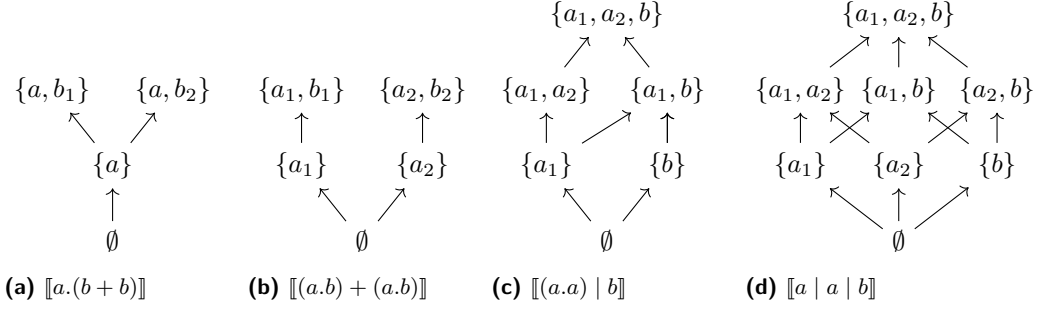 {a₁, a₂, b} {a₁, a₂, b}
{a, b₁} {a, b₂} {a₁, b₁} {a₂, b₂} {a₁, a₂} {a₁, b} {a₁, a₂} {a₁, b} {a₂, b}
{a} {a₁} {a₂} {a₁} {b} {a₁} {a₂} {b}
∅ ∅ ∅ ∅
(a) ⟦a.(b + b)⟧ (b) ⟦(a.b) + (a.b)⟧ (c) ⟦(a.a) | b⟧ (d) ⟦a | a | b⟧